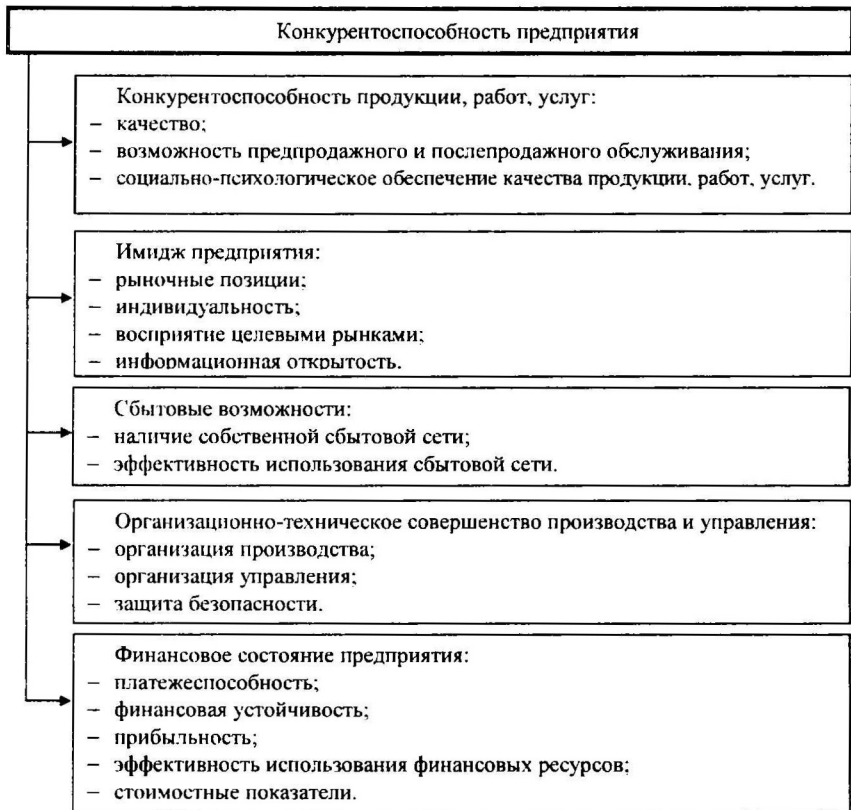 Конкурентоспособность предприятия
Конкурентоспособность продукции, работ, услуг:
– качество;
– возможность предпродажного и послепродажного обслуживания;
– социально-психологическое обеспечение качества продукции, работ, услуг.
Имидж предприятия:
– рыночные позиции;
– индивидуальность;
– восприятие целевыми рынками;
– информационная открытость.
Сбытовые возможности:
– наличие собственной сбытовой сети;
– эффективность использования сбытовой сети.
Организационно-техническое совершенство производства и управления:
– организация производства;
– организация управления;
– защита безопасности.
Финансовое состояние предприятия:
– платежеспособность;
– финансовая устойчивость;
– прибыльность;
– эффективность использования финансовых ресурсов;
– стоимостные показатели.